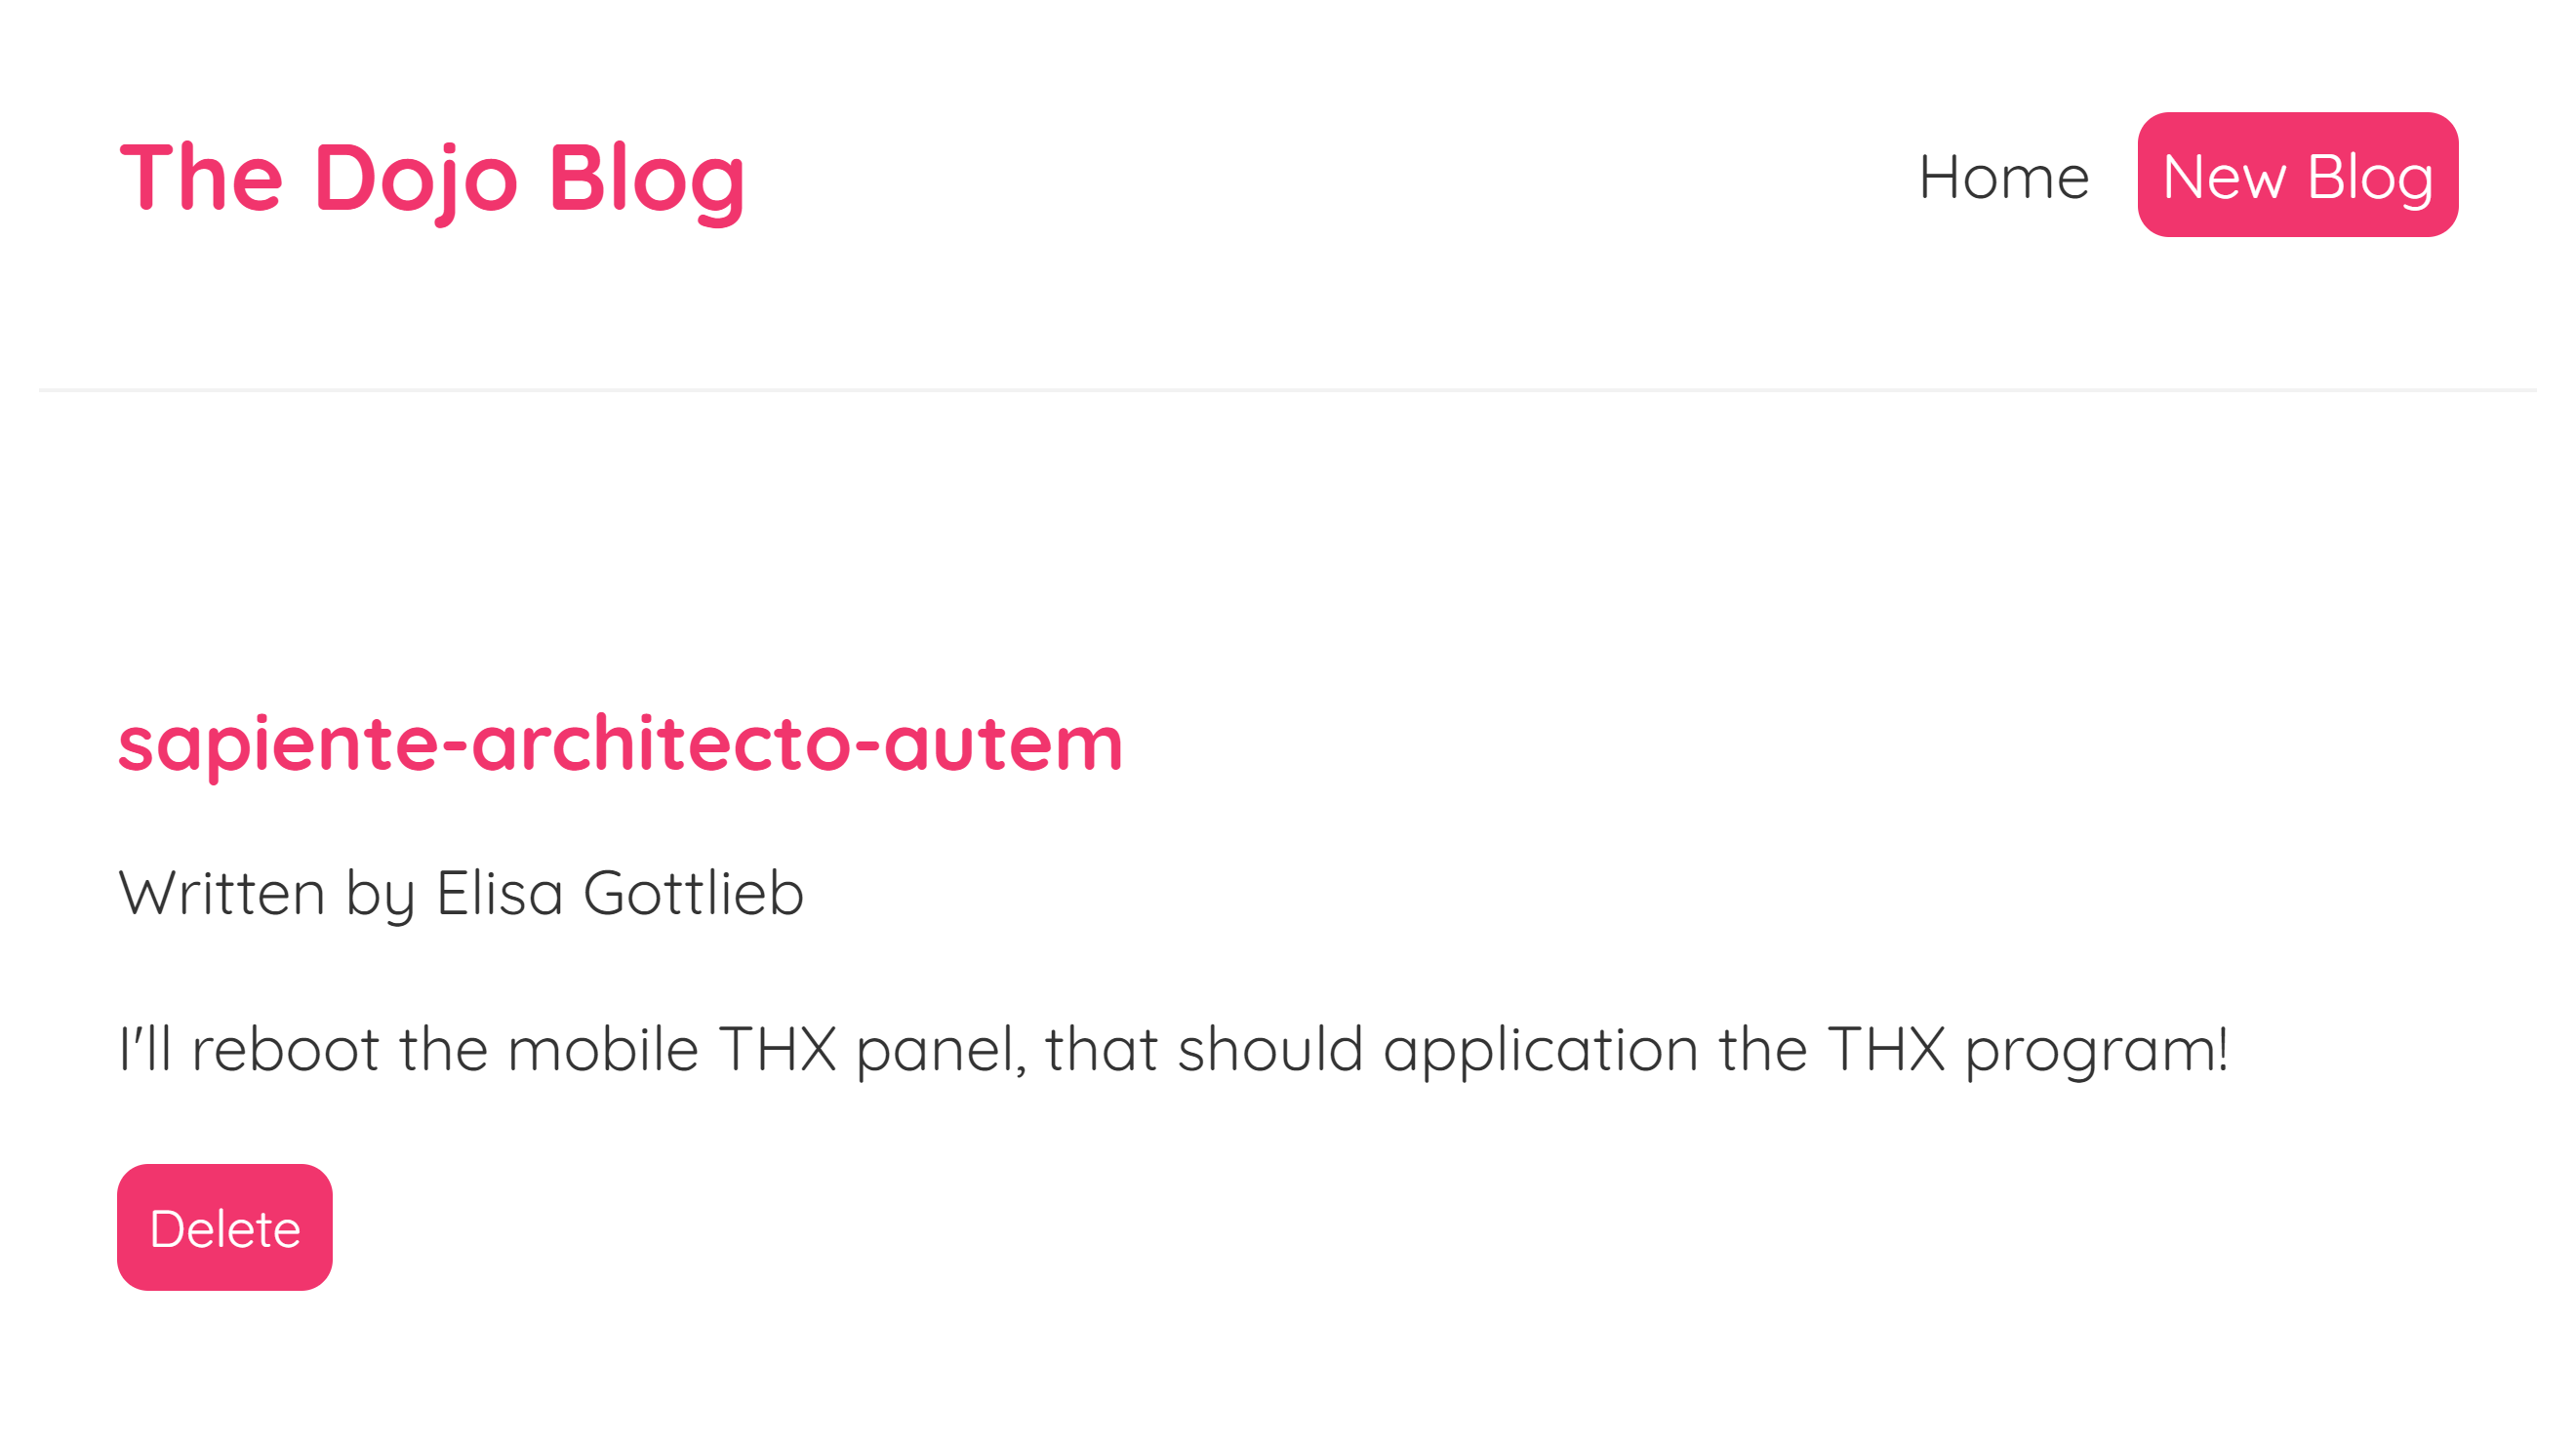 The Dojo Blog
Home
New Blog
sapiente-architecto-autem
Written by Elisa Gottlieb
I'll reboot the mobile THX panel, that should application the THX program!
Delete